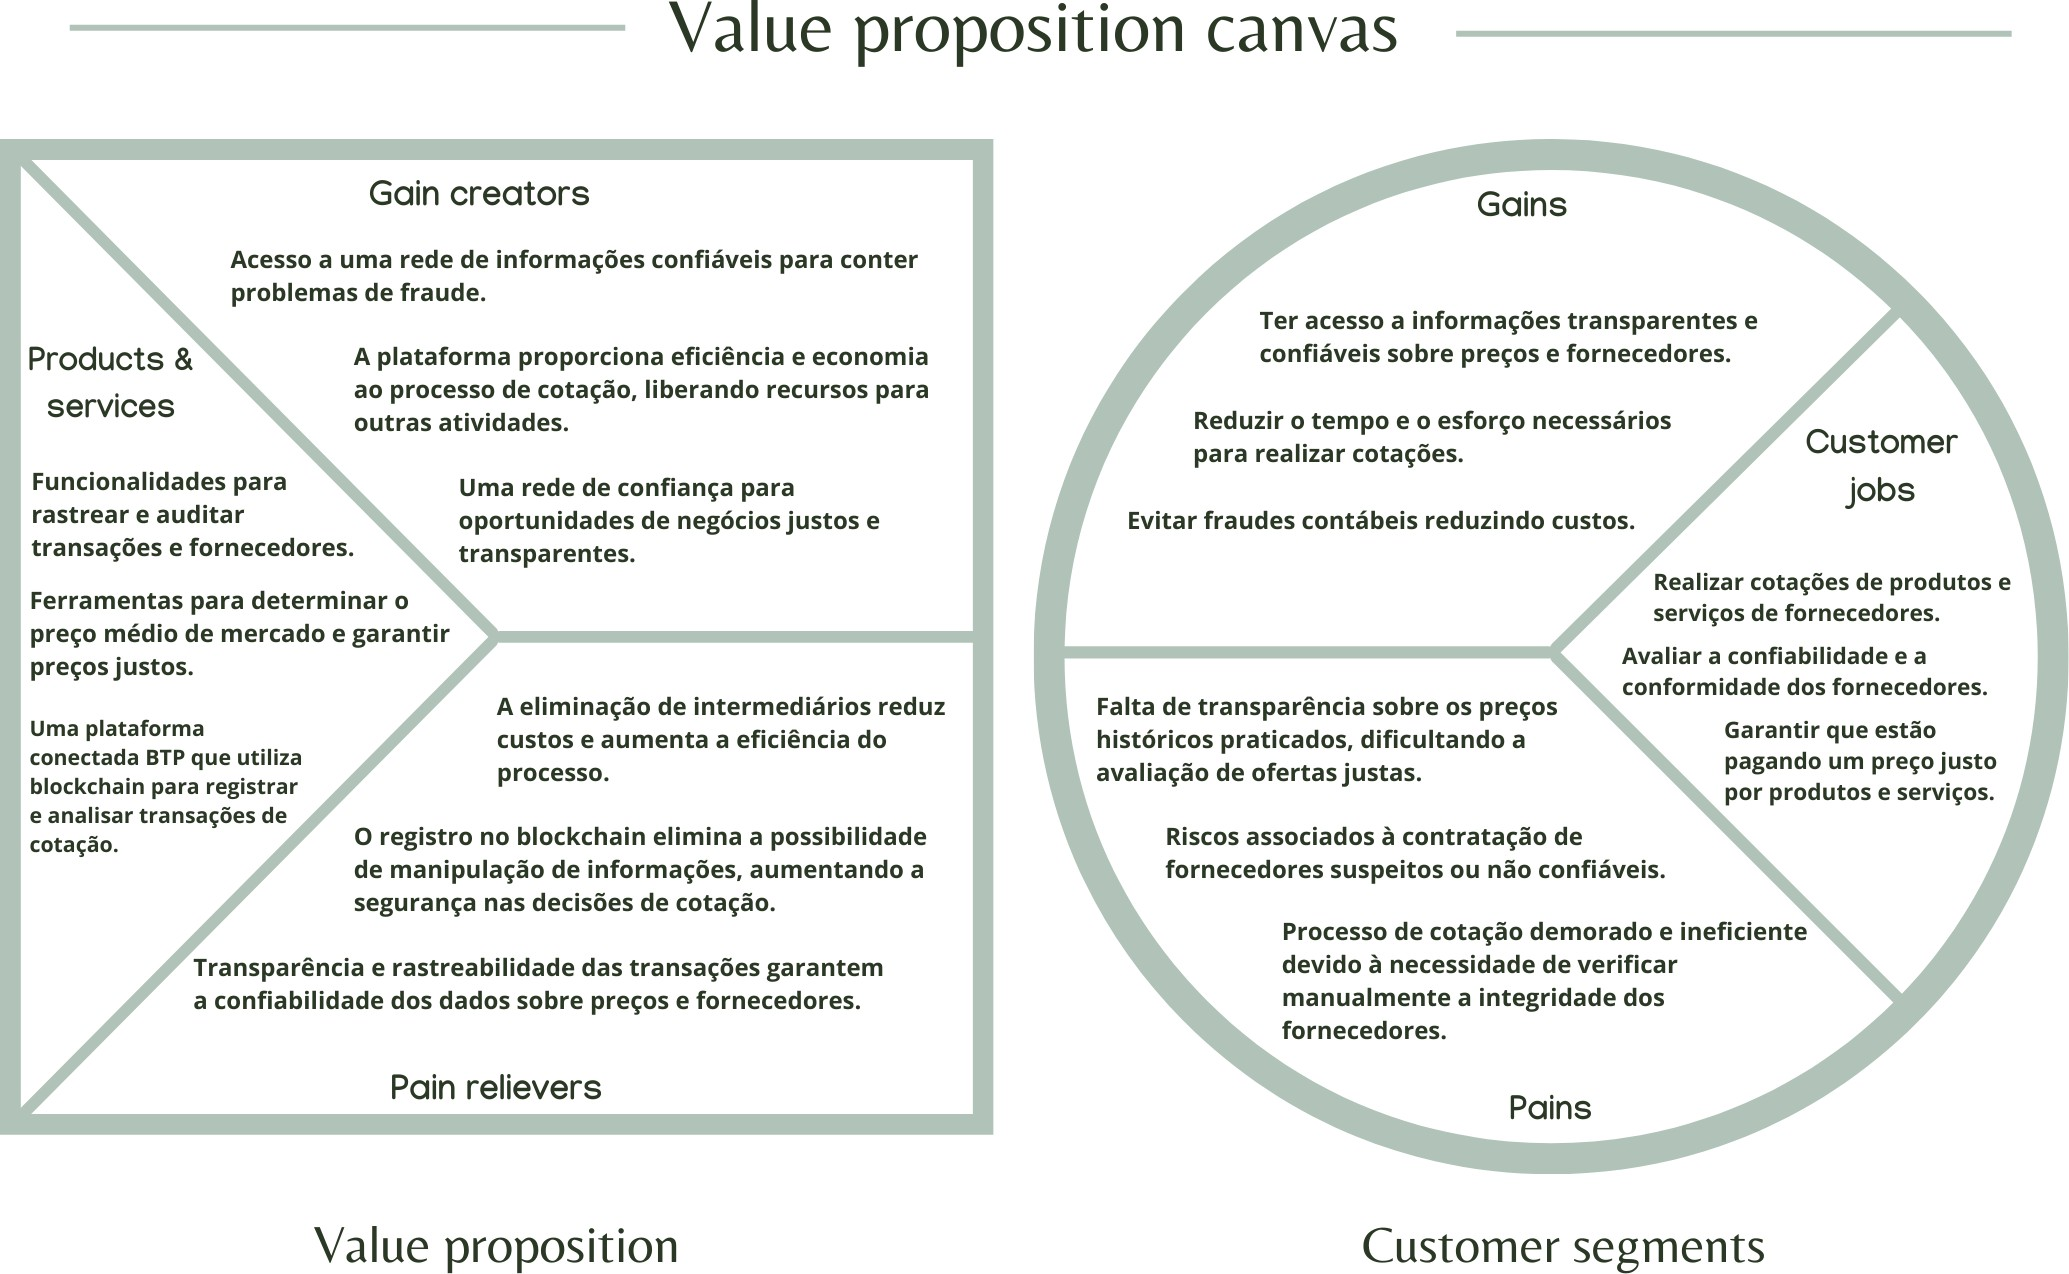 Value proposition canvas
Gain creators
Acesso a uma rede de informações confiáveis para conter
problemas de fraude.
A plataforma proporciona eficiência e economia
ao processo de cotação, liberando recursos para
outras atividades.
Uma rede de confiança para
oportunidades de negócios justos e
transparentes.
Products &
services
Funcionalidades para
rastrear e auditar
transações e fornecedores.
Ferramentas para determinar o
preço médio de mercado e garantir
preços justos.
Uma plataforma
conectada BTP que utiliza
blockchain para registrar
e analisar transações de
cotação.
A eliminação de intermediários reduz
custos e aumenta a eficiência do
processo.
O registro no blockchain elimina a possibilidade
de manipulação de informações, aumentando a
segurança nas decisões de cotação.
Transparência e rastreabilidade das transações garantem
a confiabilidade dos dados sobre preços e fornecedores.
Pain relievers
Value proposition
Gains
Ter acesso a informações transparentes e
confiáveis sobre preços e fornecedores.
Reduzir o tempo e o esforço necessários
para realizar cotações.
Evitar fraudes contábeis reduzindo custos.
Customer
jobs
Realizar cotações de produtos e
serviços de fornecedores.
Avaliar a confiabilidade e a
conformidade dos fornecedores.
Garantir que estão
pagando um preço justo
por produtos e serviços.
Falta de transparência sobre os preços
históricos praticados, dificultando a
avaliação de ofertas justas.
Riscos associados à contratação de
fornecedores suspeitos ou não confiáveis.
Processo de cotação demorado e ineficiente
devido à necessidade de verificar
manualmente a integridade dos
fornecedores.
Pains
Customer segments